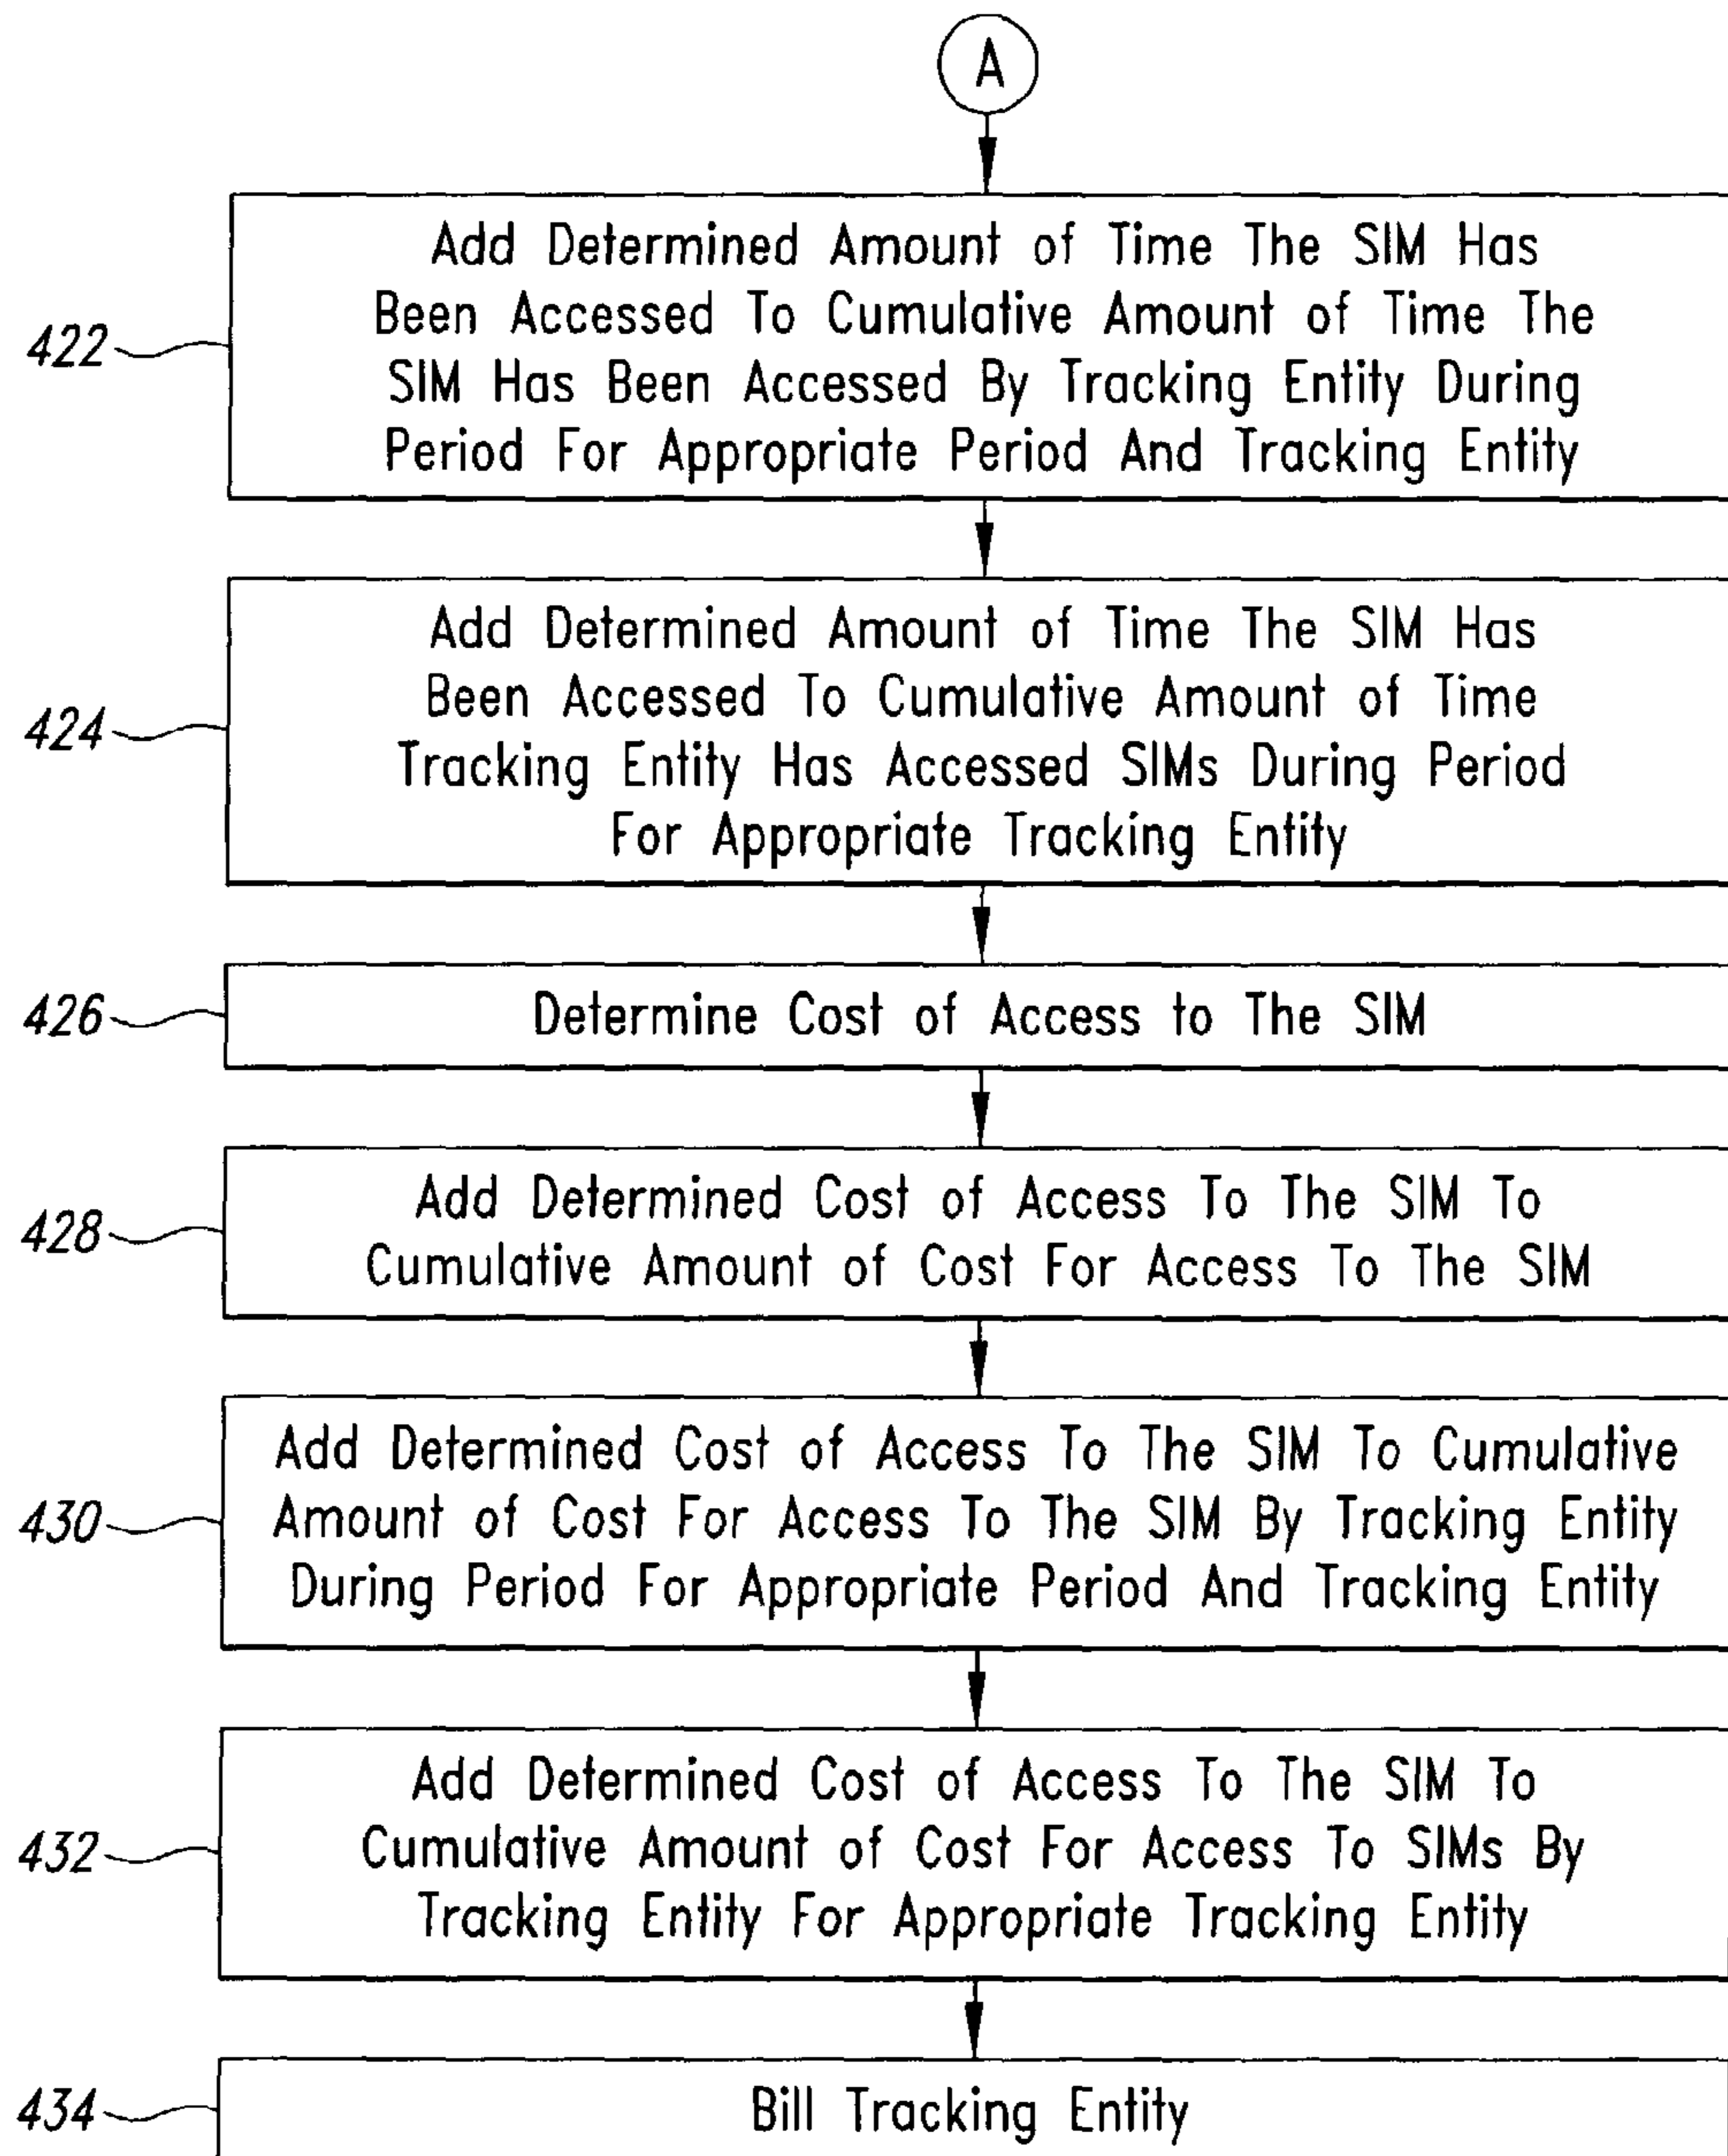 A
422
Add Determined Amount of Time The SIM Has
Been Accessed To Cumulative Amount of Time The
SIM Has Been Accessed By Tracking Entity During
Period For Appropriate Period And Tracking Entity
424
Add Determined Amount of Time The SIM Has
Been Accessed To Cumulative Amount of Time
Tracking Entity Has Accessed SIMs During Period
For Appropriate Tracking Entity
426
Determine Cost of Access to The SIM
428
Add Determined Cost of Access To The SIM To
Cumulative Amount of Cost For Access To The SIM
430
Add Determined Cost of Access To The SIM To Cumulative
Amount of Cost For Access To The SIM By Tracking Entity
During Period For Appropriate Period And Tracking Entity
432
Add Determined Cost of Access To The SIM To
Cumulative Amount of Cost For Access To SIMs By
Tracking Entity For Appropriate Tracking Entity
434
Bill Tracking Entity